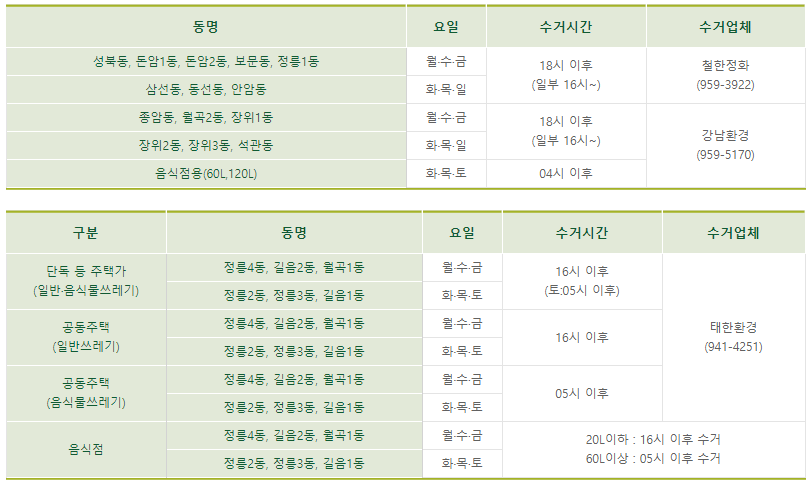 동명 요일 수거시간 수거업체
성북동, 돈암1동, 돈암2동, 보문동, 정릉1동 월·수·금 18시 이후 (일부 16시~) 철한정화 (959-3922)
삼선동, 동선동, 안암동 화·목·일
종암동, 월곡2동, 장위1동 월·수·금 18시 이후 (일부 16시~) 강남환경 (959-5170)
장위2동, 장위3동, 석관동 화·목·일
음식점용(60L,120L) 화·목·토 04시 이후
구분 동명 요일 수거시간 수거업체
단독 등 주택가 (일반·음식물쓰레기) 정릉4동, 길음2동, 월곡1동 월·수·금 16시 이후 (토:05시 이후) 태한환경 (941-4251)
정릉2동, 정릉3동, 길음1동 화·목·토
공동주택 (일반쓰레기) 정릉4동, 길음2동, 월곡1동 월·수·금 16시 이후
정릉2동, 정릉3동, 길음1동 화·목·토
공동주택 (음식물쓰레기) 정릉4동, 길음2동, 월곡1동 월·수·금 05시 이후
정릉2동, 정릉3동, 길음1동 화·목·토
음식점 정릉4동, 길음2동, 월곡1동 월·수·금 20L이하 : 16시 이후 수거
정릉2동, 정릉3동, 길음1동 화·목·토 60L이상 : 05시 이후 수거